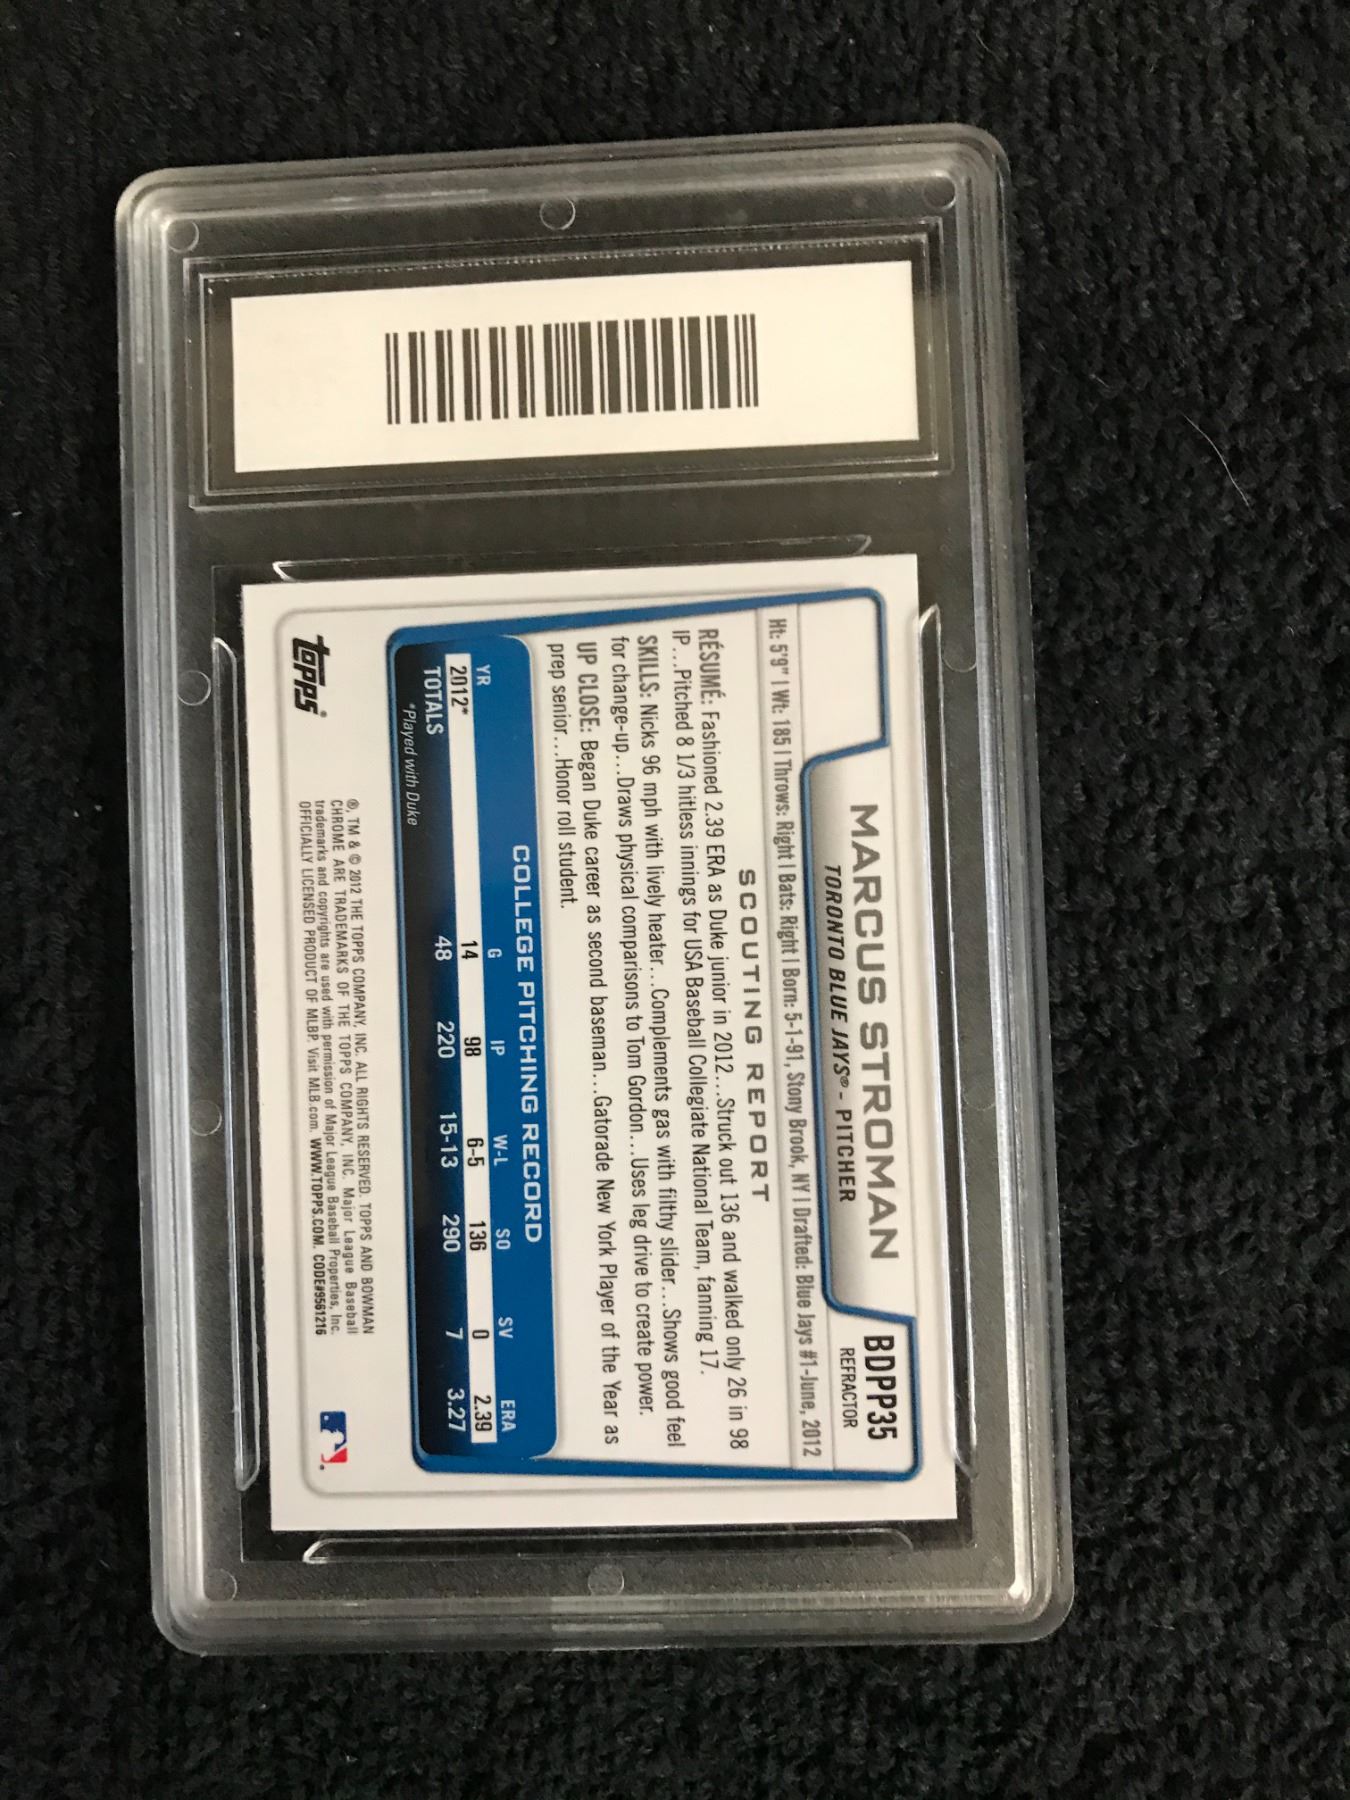 BDPP35
REFRACTOR
MARCUS STROMAN
TORONTO BLUE JAYS® - PITCHER
Ht: 5'9" | Wt: 185 | Throws: Right | Bats: Right | Born: 5-1-91, Stony Brook, NY | Drafted: Blue Jays #1-June, 2012
SCOUTING REPORT
RÉSUMÉ: Fashioned 2.39 ERA as Duke junior in 2012...Struck out 136 and walked only 26 in 98
IP...Pitched 8 1/3 hitless innings for USA Baseball Collegiate National Team, fanning 17.
SKILLS: Nicks 96 mph with lively heater...Complements gas with filthy slider...Shows good feel
for change-up...Draws physical comparisons to Tom Gordon...Uses leg drive to create power.
UP CLOSE: Began Duke career as second baseman...Gatorade New York Player of the Year as
prep senior...Honor roll student.
COLLEGE PITCHING RECORD
YR G IP W-L SO SV ERA
2012* 14 98 6-5 136 0 2.39
TOTALS 48 220 15-13 290 7 3.27
*Played with Duke
®, TM & © 2012 THE TOPPS COMPANY, INC. ALL RIGHTS RESERVED. TOPPS AND BOWMAN
CHROME ARE TRADEMARKS OF THE TOPPS COMPANY, INC. Major League Baseball
trademarks and copyrights are used with permission of Major League Baseball Properties, Inc.
OFFICIALLY LICENSED PRODUCT OF MLBP. Visit MLB.com. WWW.TOPPS.COM. CODE#9561216
topps®